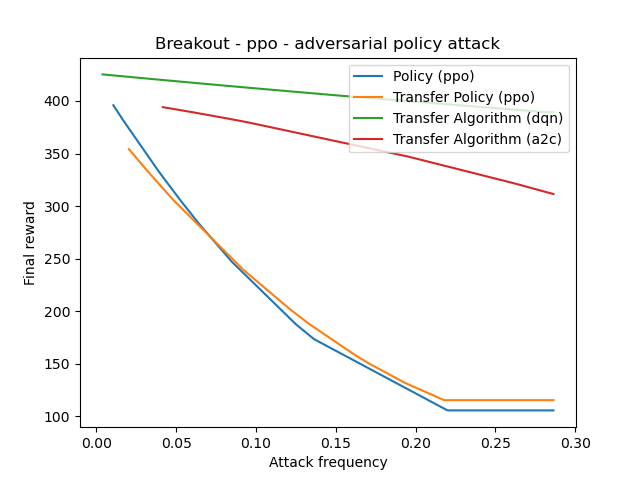 Breakout - ppo - adversarial policy attack
Policy (ppo)
Transfer Policy (ppo)
Transfer Algorithm (dqn)
Transfer Algorithm (a2c)
Final reward
400
350
300
250
200
150
100
0.00 0.05 0.10 0.15 0.20 0.25 0.30
Attack frequency